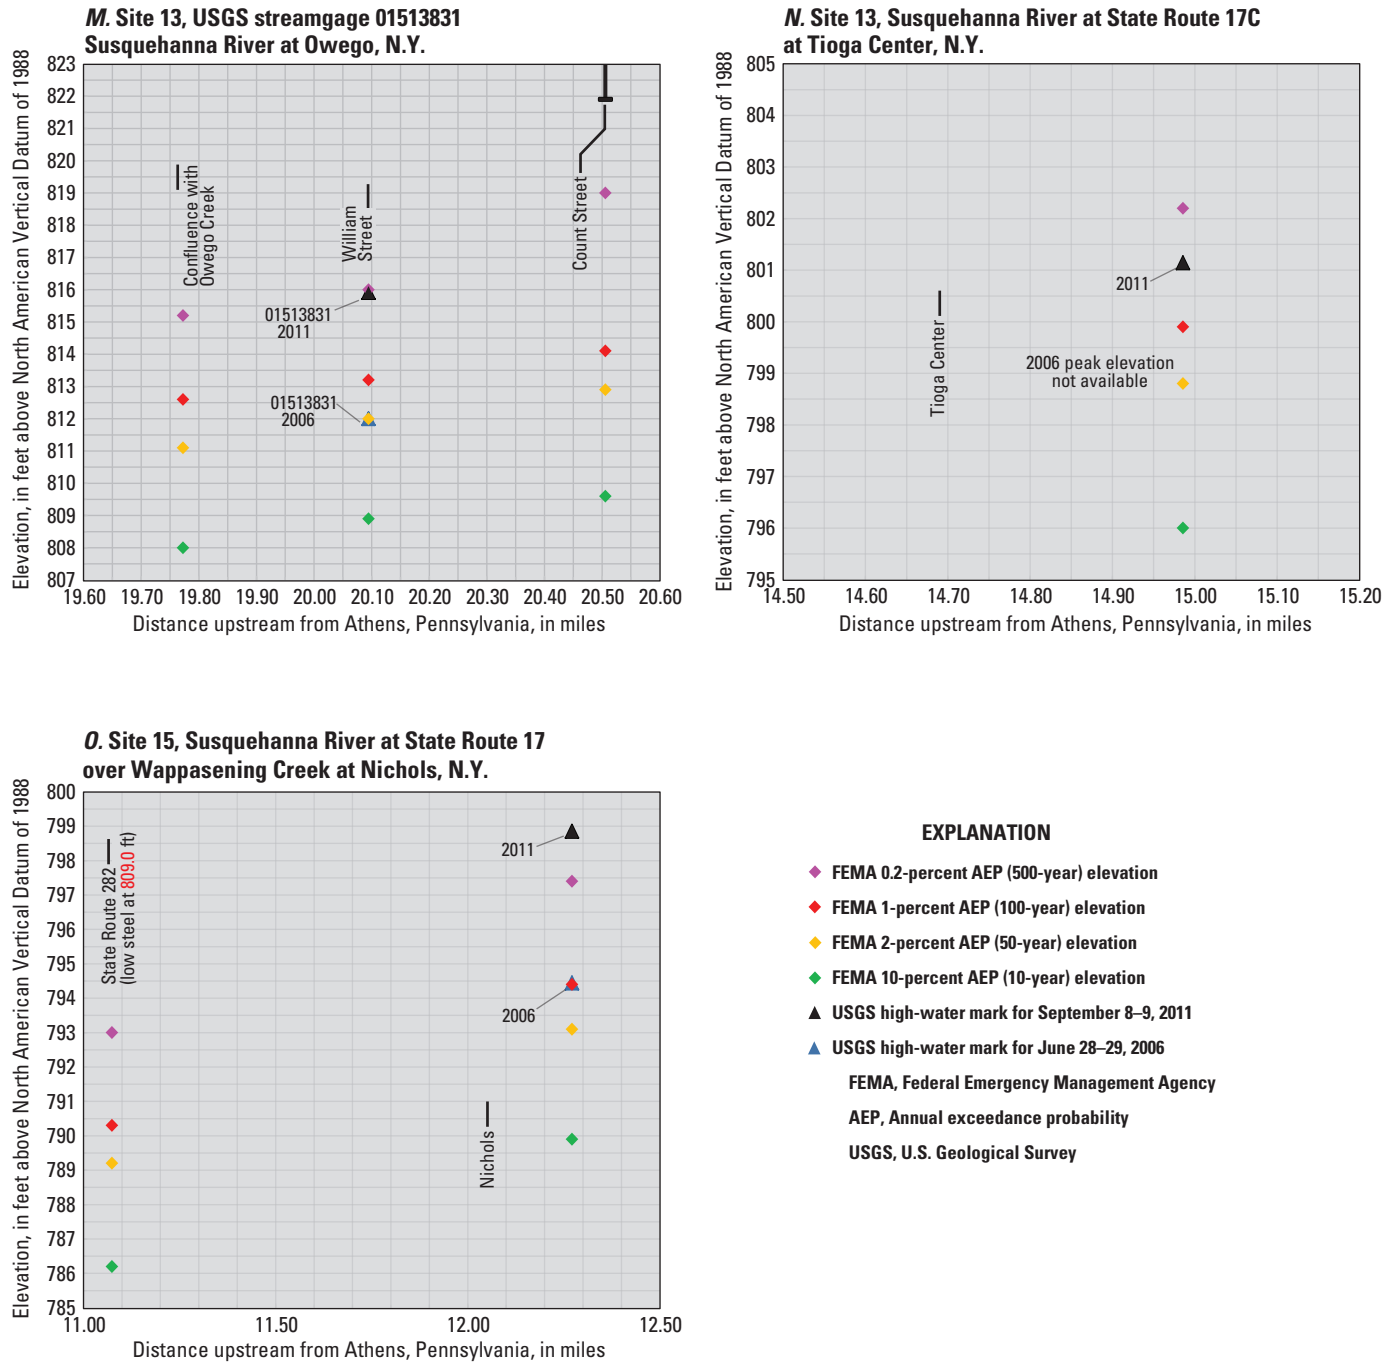 M. Site 13, USGS streamgage 01513831
Susquehanna River at Owego, N.Y.
Elevation, in feet above North American Vertical Datum of 1988
823
822
821
820
819
818
817
816
815
814
813
812
811
810
809
808
807
Confluence with
Owego Creek
William
Street
Count Street
01513831
2011
01513831
2006
19.60 19.70 19.80 19.90 20.00 20.10 20.20 20.30 20.40 20.50 20.60
Distance upstream from Athens, Pennsylvania, in miles
N. Site 13, Susquehanna River at State Route 17C
at Tioga Center, N.Y.
Elevation, in feet above North American Vertical Datum of 1988
805
804
803
802
801
800
799
798
797
796
795
2011
Tioga Center
2006 peak elevation
not available
14.50 14.60 14.70 14.80 14.90 15.00 15.10 15.20
Distance upstream from Athens, Pennsylvania, in miles
O. Site 15, Susquehanna River at State Route 17
over Wappasening Creek at Nichols, N.Y.
Elevation, in feet above North American Vertical Datum of 1988
800
799
798
797
796
795
794
793
792
791
790
789
788
787
786
785
State Route 282
(low steel at 809.0 ft)
2011
2006
Nichols
11.00 11.50 12.00 12.50
Distance upstream from Athens, Pennsylvania, in miles
EXPLANATION
FEMA 0.2-percent AEP (500-year) elevation
FEMA 1-percent AEP (100-year) elevation
FEMA 2-percent AEP (50-year) elevation
FEMA 10-percent AEP (10-year) elevation
USGS high-water mark for September 8–9, 2011
USGS high-water mark for June 28–29, 2006
FEMA, Federal Emergency Management Agency
AEP, Annual exceedance probability
USGS, U.S. Geological Survey